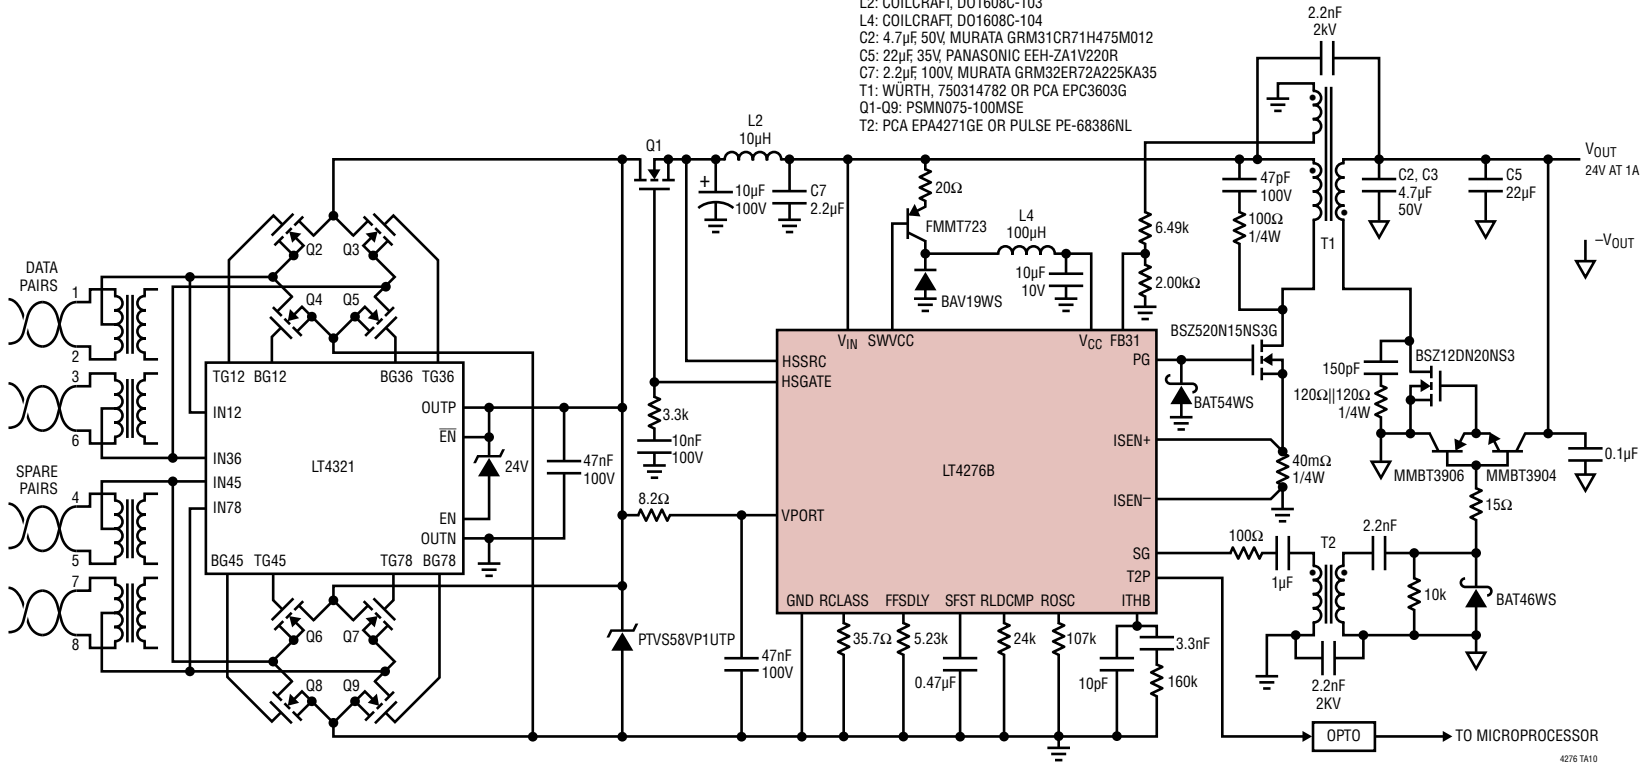 L2: COILCRAFT, DO1608C-103
L4: COILCRAFT, DO1608C-104
C2: 4.7µF, 50V, MURATA GRM31CR71H475M012
C5: 22µF, 35V, PANASONIC EEH-ZA1V220R
C7: 2.2µF, 100V, MURATA GRM32ER72A225KA35
T1: WÜRTH, 750314782 OR PCA EPC3603G
Q1-Q9: PSMN075-100MSE
T2: PCA EPA4271GE OR PULSE PE-68386NL
2.2nF
2kV
L2
10µH
Q1
+
10µF
100V
C7
2.2µF
20Ω
FMMT723
L4
100µH
10µF
10V
BAV19WS
6.49k
2.00kΩ
47pF
100V
100Ω
1/4W
T1
C2, C3
4.7µF
50V
C5
22µF
VOUT
24V AT 1A
–VOUT
DATA
PAIRS
1
2
3
6
SPARE
PAIRS
4
5
7
8
Q2
Q3
Q4
Q5
TG12
BG12
BG36
TG36
IN12
IN36
IN45
IN78
LT4321
OUTP
EN
EN
OUTN
BG45
TG45
TG78
BG78
24V
47nF
100V
Q6
Q7
Q8
Q9
3.3k
10nF
100V
8.2Ω
PTVS58VP1UTP
47nF
100V
VIN
SWVCC
VCC
FB31
HSSRC
HSGATE
VPORT
LT4276B
PG
ISEN+
ISEN–
SG
T2P
GND
RCLASS
FFSDLY
SFST
RLDCMP
ROSC
ITHB
35.7Ω
5.23k
0.47µF
24k
107k
10pF
3.3nF
160k
BSZ520N15NS3G
BAT54WS
40mΩ
1/4W
150pF
120Ω||120Ω
1/4W
BSZ12DN20NS3
MMBT3906
MMBT3904
0.1µF
15Ω
100Ω
1µF
T2
2.2nF
10k
BAT46WS
2.2nF
2KV
OPTO
TO MICROPROCESSOR
4276 TA10